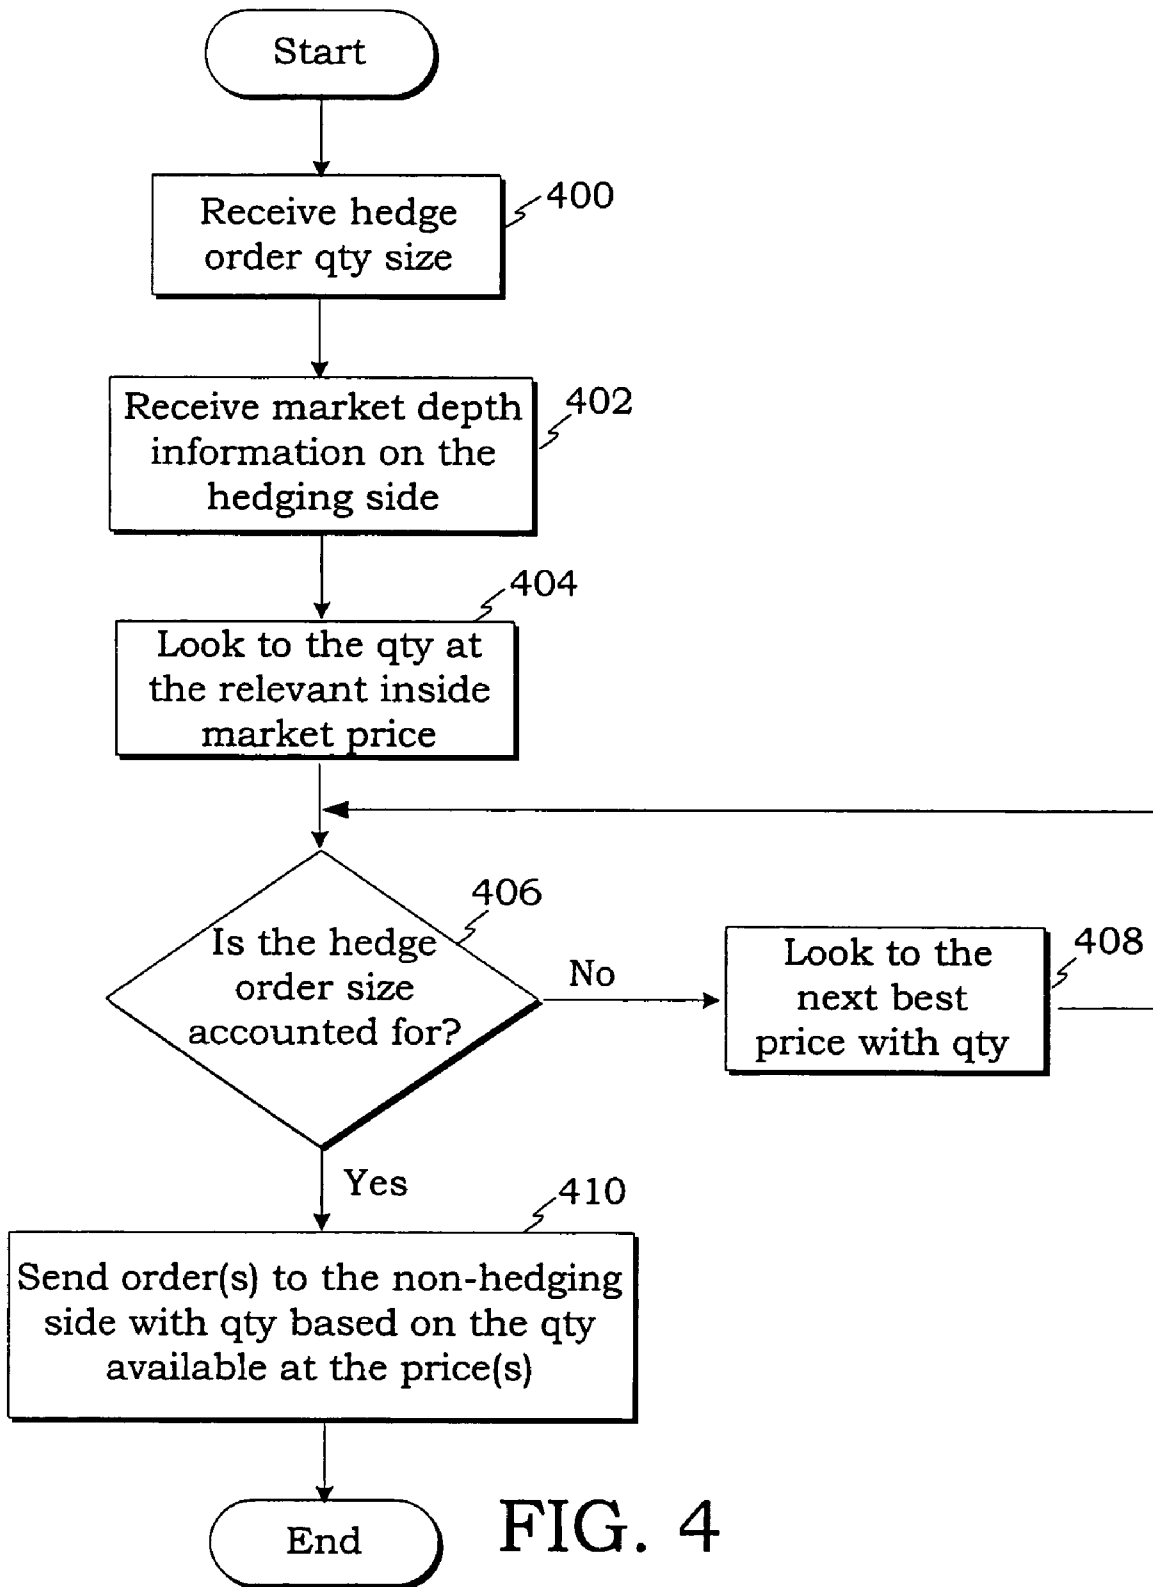 Start
400
Receive hedge
order qty size
402
Receive market depth
information on the
hedging side
404
Look to the qty at
the relevant inside
market price
406
Is the hedge
order size
accounted for?
No
408
Look to the
next best
price with qty
Yes
410
Send order(s) to the non-hedging
side with qty based on the qty
available at the price(s)
End
FIG. 4